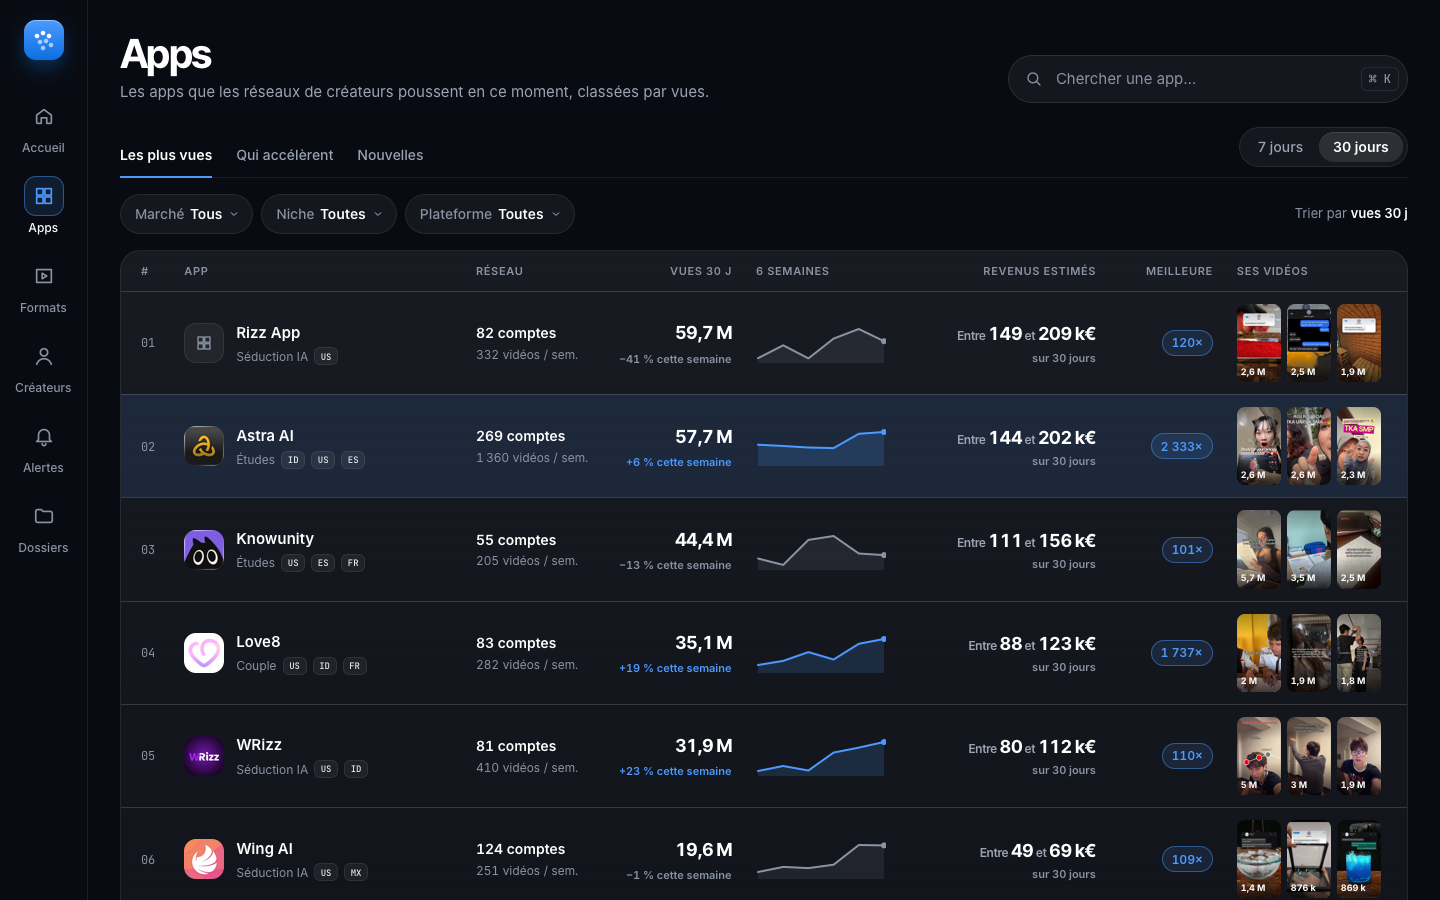 Apps
Les apps que les réseaux de créateurs poussent en ce moment, classées par vues.
Chercher une app... ⌘ K
Accueil
Apps
Formats
Créateurs
Alertes
Dossiers
Les plus vues Qui accélèrent Nouvelles
7 jours 30 jours
Marché Tous Niche Toutes Plateforme Toutes
Trier par vues 30 j
# APP RÉSEAU VUES 30 J 6 SEMAINES REVENUS ESTIMÉS MEILLEURE SES VIDÉOS
01 Rizz App 82 comptes 59,7 M Entre 149 et 209 k€ 120×
Séduction IA US 332 vidéos / sem. −41 % cette semaine sur 30 jours
2,6 M 2,5 M 1,9 M
02 Astra AI 269 comptes 57,7 M Entre 144 et 202 k€ 2 333×
Études ID US ES 1 360 vidéos / sem. +6 % cette semaine sur 30 jours
TKA SMP
2,6 M 2,6 M 2,3 M
03 Knowunity 55 comptes 44,4 M Entre 111 et 156 k€ 101×
Études US ES FR 205 vidéos / sem. −13 % cette semaine sur 30 jours
5,7 M 3,5 M 2,5 M
04 Love8 83 comptes 35,1 M Entre 88 et 123 k€ 1 737×
Couple US ID FR 282 vidéos / sem. +19 % cette semaine sur 30 jours
2 M 1,9 M 1,8 M
05 WRizz WRizz 81 comptes 31,9 M Entre 80 et 112 k€ 110×
Séduction IA US ID 410 vidéos / sem. +23 % cette semaine sur 30 jours
5 M 3 M 1,9 M
06 Wing AI 124 comptes 19,6 M Entre 49 et 69 k€ 109×
Séduction IA US MX 251 vidéos / sem. −1 % cette semaine sur 30 jours
1,4 M 876 k 869 k